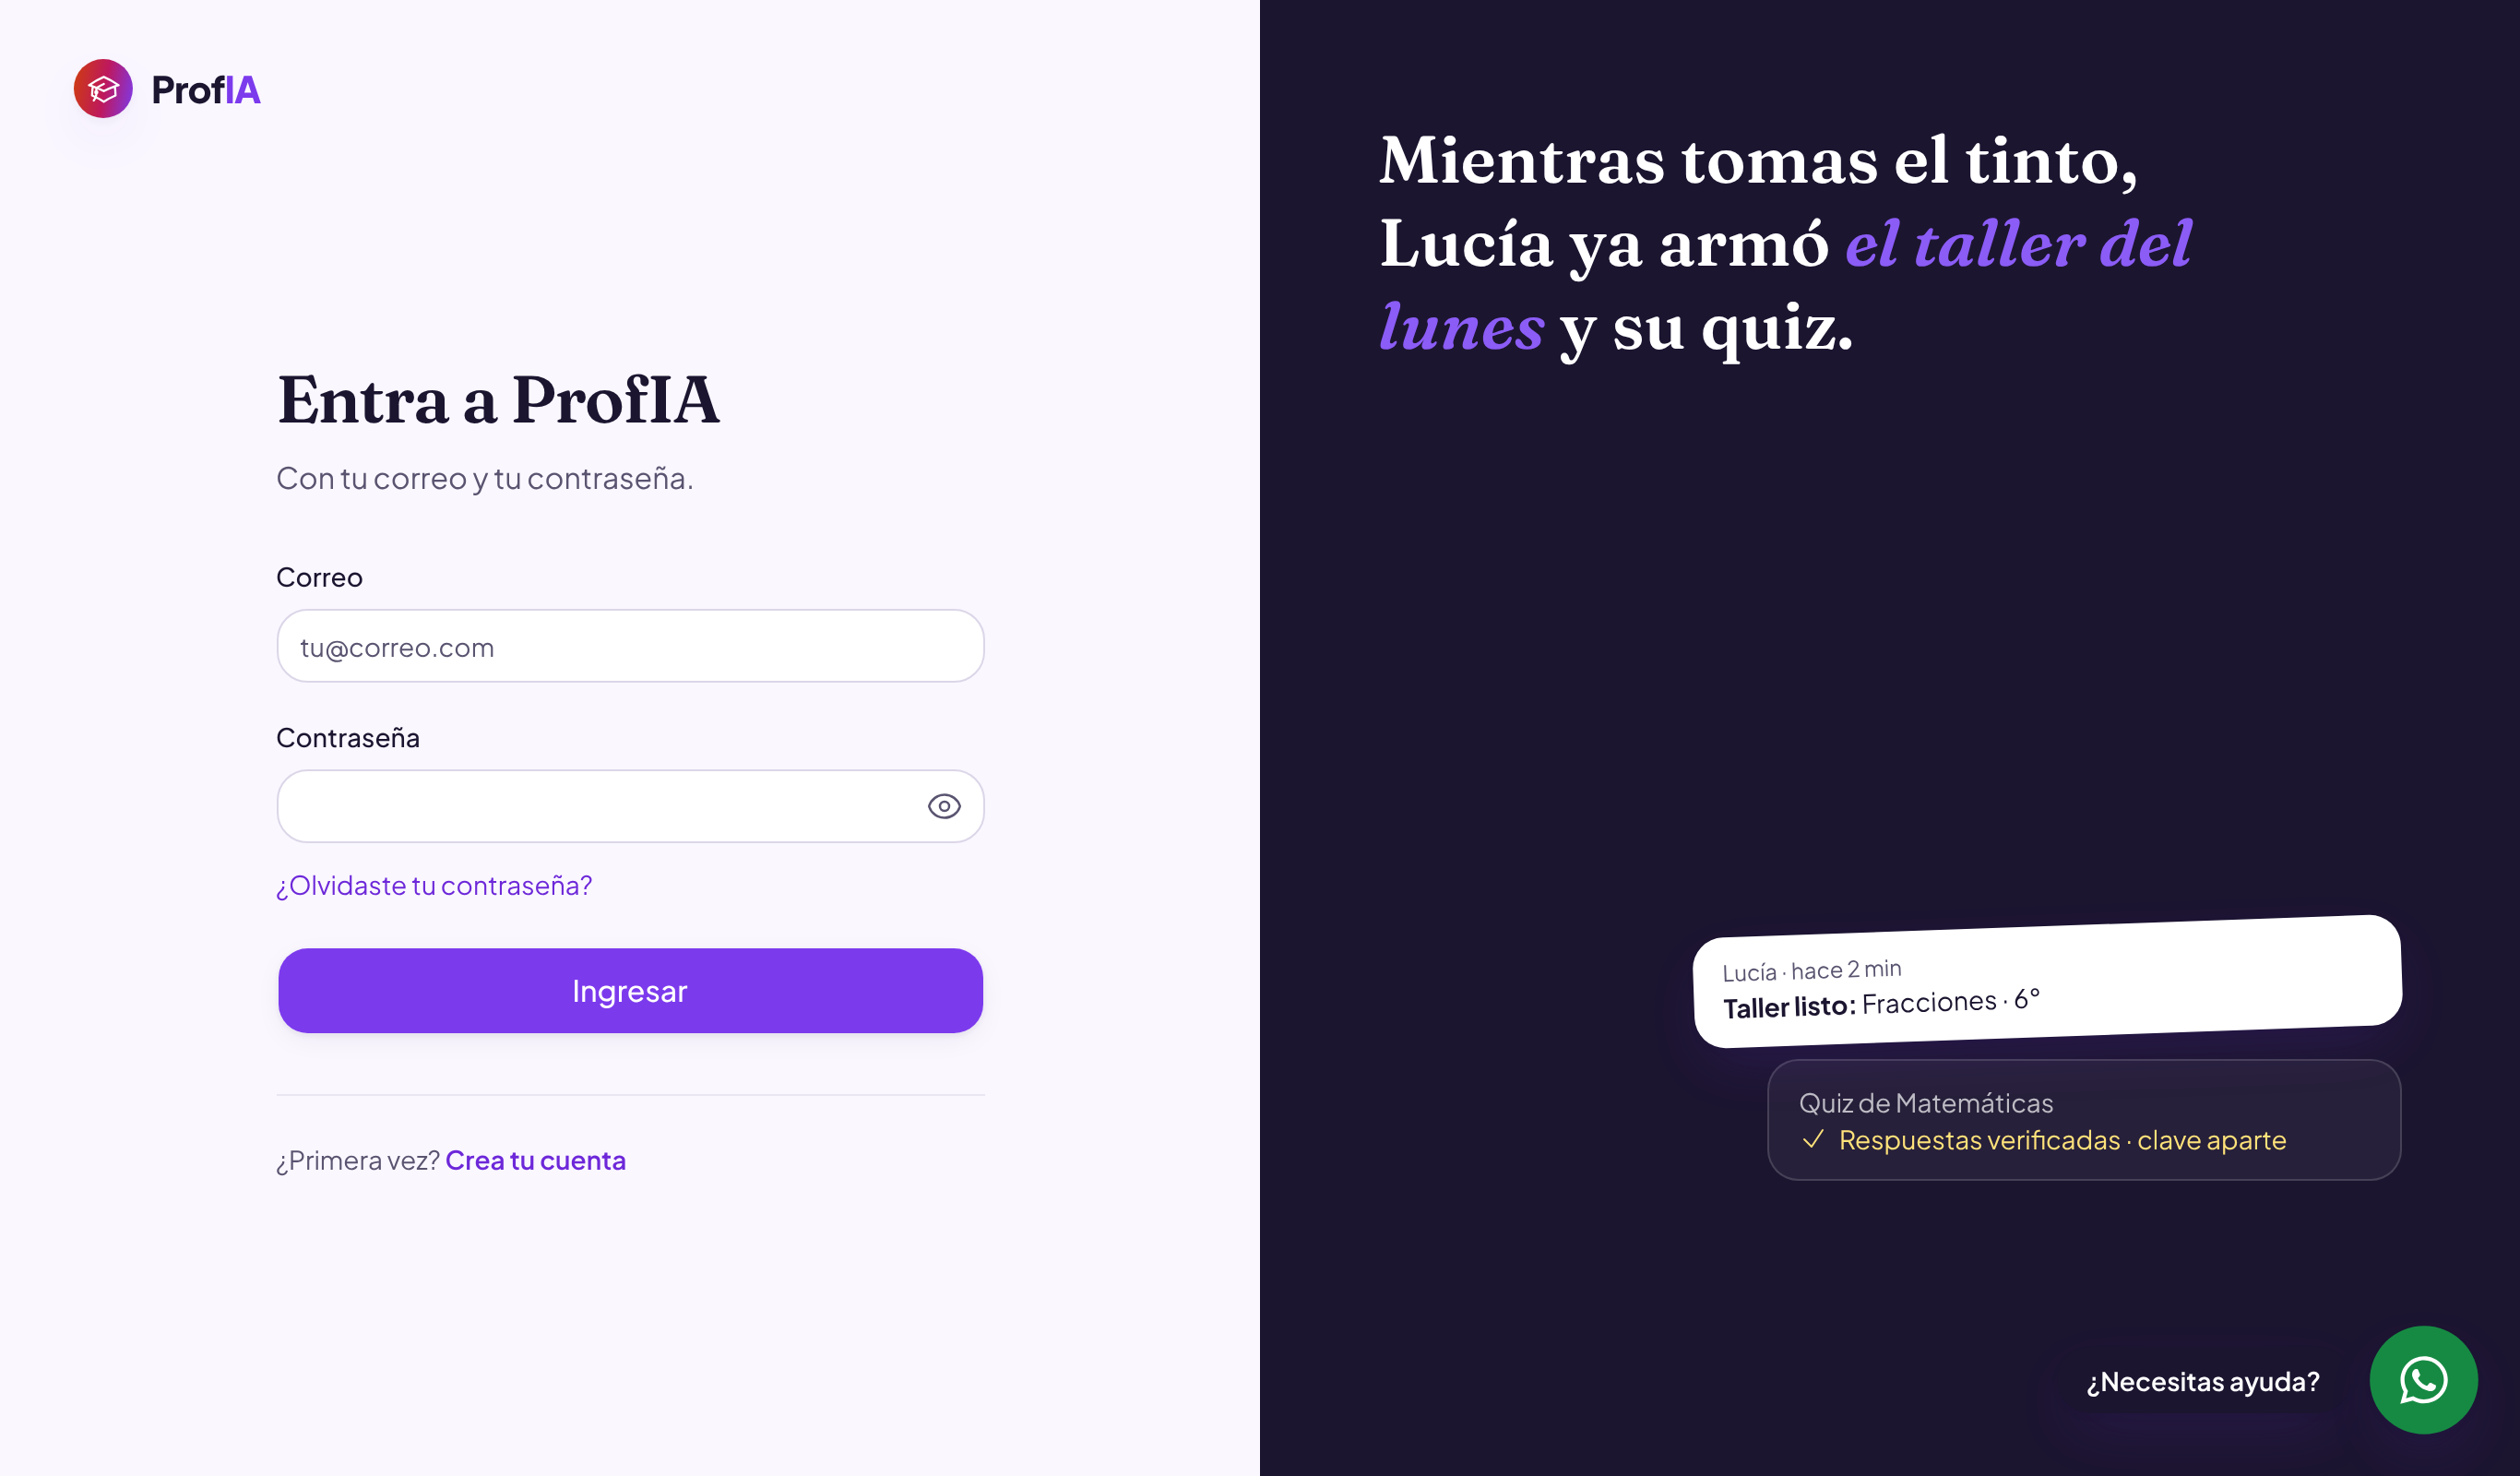 ProfIA
Entra a ProfIA
Con tu correo y tu contraseña.
Correo
tu@correo.com
Contraseña
¿Olvidaste tu contraseña?
Ingresar
¿Primera vez? Crea tu cuenta
Mientras tomas el tinto,
Lucía ya armó el taller del
lunes y su quiz.
Lucía · hace 2 min
Taller listo: Fracciones · 6°
Quiz de Matemáticas
✓ Respuestas verificadas · clave aparte
¿Necesitas ayuda?